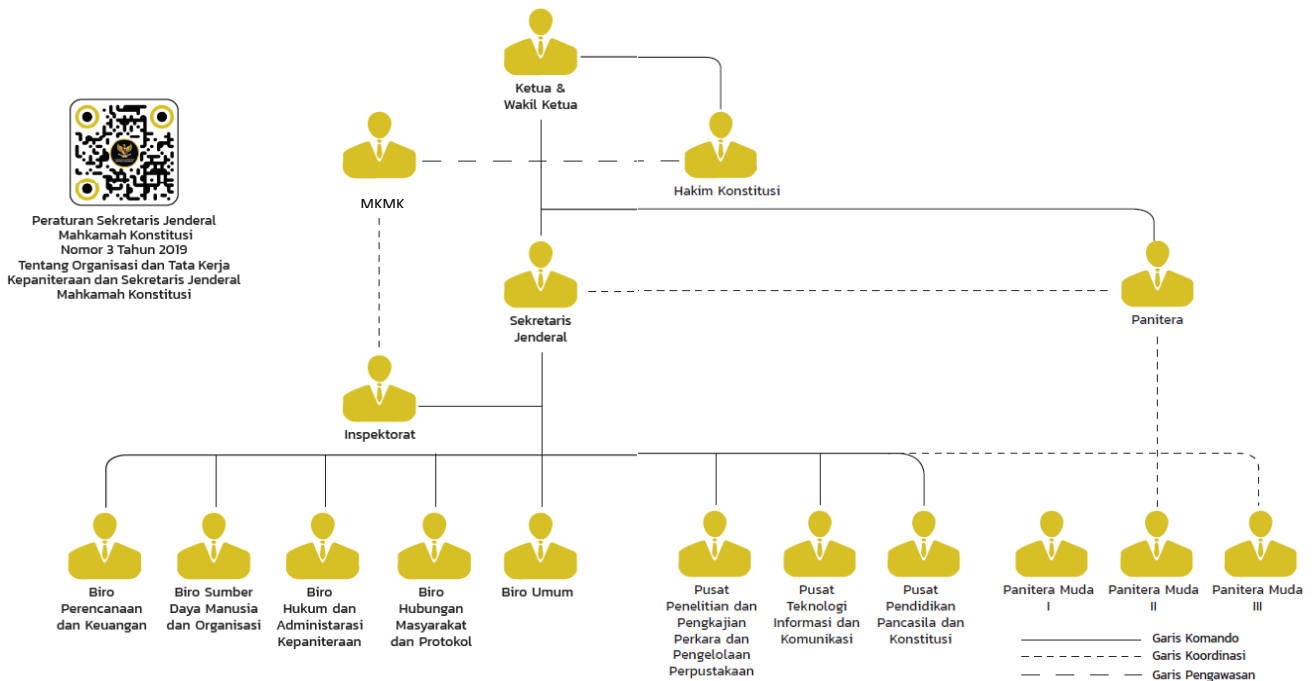 Ketua &
Wakil Ketua
MKMK
Hakim Konstitusi
Peraturan Sekretaris Jenderal
Mahkamah Konstitusi
Nomor 3 Tahun 2019
Tentang Organisasi dan Tata Kerja
Kepaniteraan dan Sekretaris Jenderal
Mahkamah Konstitusi
Sekretaris
Jenderal
Panitera
Inspektorat
Biro
Perencanaan
dan Keuangan
Biro Sumber
Daya Manusia
dan Organisasi
Biro
Hukum dan
Administarasi
Kepaniteraan
Biro
Hubungan
Masyarakat
dan Protokol
Biro Umum
Pusat
Penelitian dan
Pengkajian
Perkara dan
Pengelolaan
Perpustakaan
Pusat
Teknologi
Informasi dan
Komunikasi
Pusat
Pendidikan
Pancasila dan
Konstitusi
Panitera Muda
I
Panitera Muda
II
Panitera Muda
III
Garis Komando
Garis Koordinasi
Garis Pengawasan